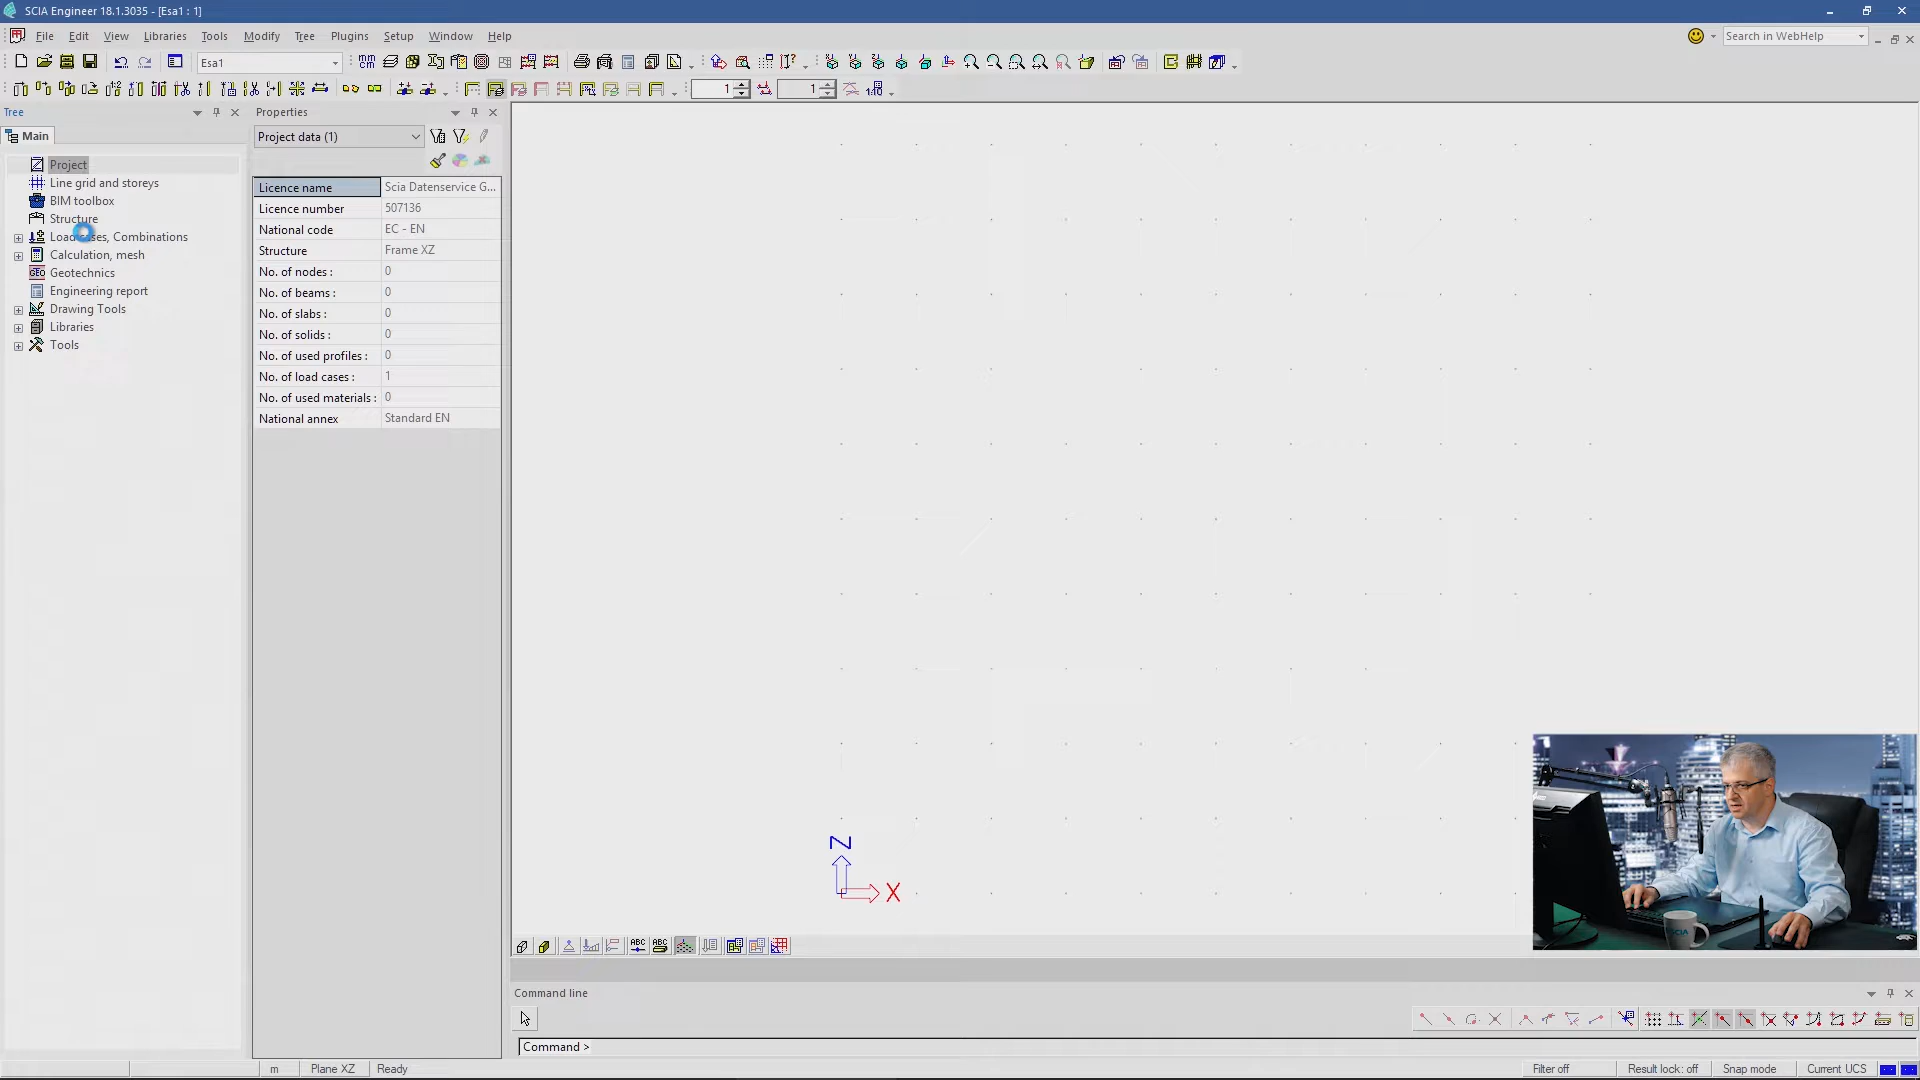 SCIA Engineer 18.1.3035 - [Esa1 : 1]
File Edit View Libraries Tools Modify Tree Plugins Setup Window Help
Search in WebHelp
Esa1
1 1
Tree
Properties
Main
Project data (1)
Project
Line grid and storeys
BIM toolbox
Structure
Load cases, Combinations
Calculation, mesh
Geotechnics
Engineering report
Drawing Tools
Libraries
Tools
Licence name Scia Datenservice G...
Licence number 507136
National code EC - EN
Structure Frame XZ
No. of nodes : 0
No. of beams : 0
No. of slabs : 0
No. of solids : 0
No. of used profiles : 0
No. of load cases : 1
No. of used materials : 0
National annex Standard EN
Z
X
SCIA
Command line
Command >
m Plane XZ Ready
Filter off Result lock: off Snap mode Current UCS